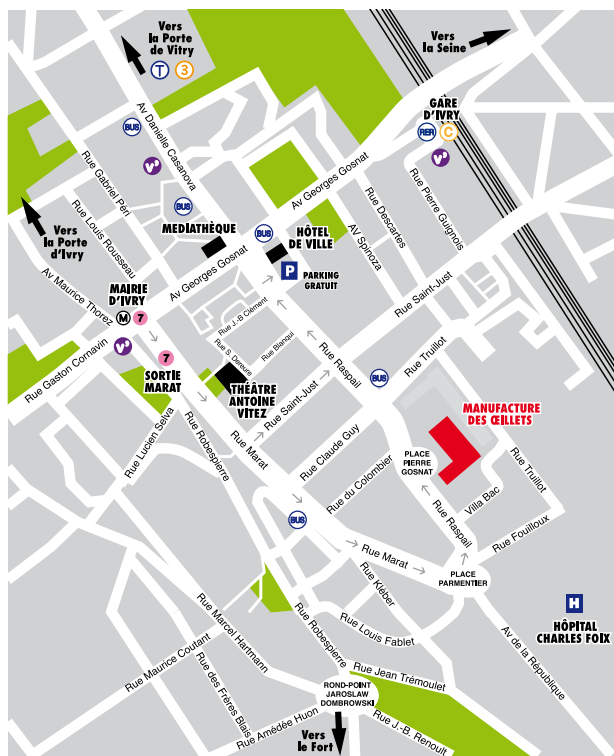 Vers
la Porte
de Vitry
T
3
Vers
la Seine
GARE
D'IVRY
RER
C
v'
BUS
Av Danielle Casanova
v'
BUS
Rue Gabriel Péri
Rue Louis Rousseau
Vers
la Porte
d'Ivry
MEDIATHÈQUE
BUS
HÔTEL
DE VILLE
Av Georges Gosnat
Av Georges Gosnat
AV Spinoza
Rue Descartes
Rue Pierre Guignois
P
PARKING
GRATUIT
Av Maurice Thorez
MAIRIE
D'IVRY
M
7
v'
7
SORTIE
MARAT
Rue Gaston Cornavin
Rue J.-B Clément
Rue S. Dereure
Rue Blanqui
THÉÂTRE
ANTOINE
VITEZ
Rue Raspail
BUS
Rue Saint-Just
Rue Saint-Just
Rue Truillot
MANUFACTURE
DES ŒILLETS
PLACE
PIERRE
GOSNAT
Rue Truillot
Rue Lucien Selva
Rue Robespierre
Rue Marat
Rue Claude Guy
Rue du Colombier
Rue Raspail
Villa Bac
Rue Fouilloux
BUS
Rue Marat
PLACE
PARMENTIER
Rue Kléber
H
HÔPITAL
CHARLES FOIX
Rue Louis Fablet
Av de la République
Rue Marcel Hartmann
Rue Robespierre
Rue Maurice Coutant
Rue des Frères Blais
Rue Jean Trémoulet
ROND-POINT
JAROSLAW
DOMBROWSKI
Rue Amédée Huon
Rue J.-B. Renoult
Vers
le Fort